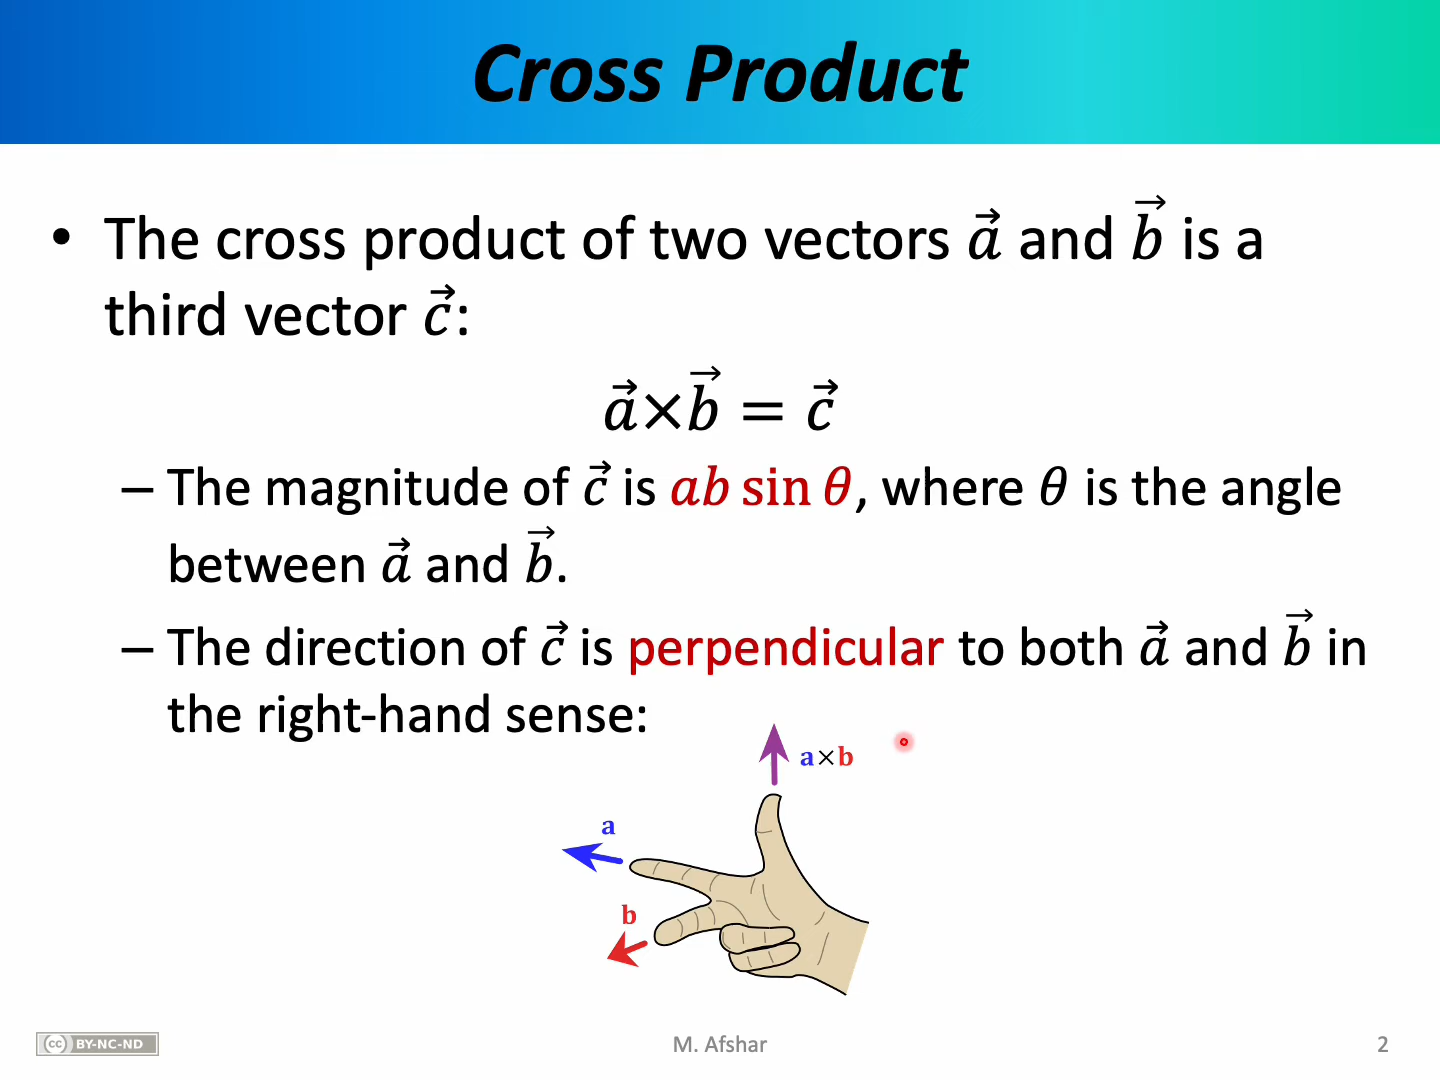 Cross Product
• The cross product of two vectors a⃗ and b⃗ is a
third vector c⃗:
a⃗×b⃗ = c⃗
– The magnitude of c⃗ is ab sin θ, where θ is the angle
between a⃗ and b⃗.
– The direction of c⃗ is perpendicular to both a⃗ and b⃗ in
the right-hand sense:
a×b
a
b
cc BY-NC-ND
M. Afshar
2